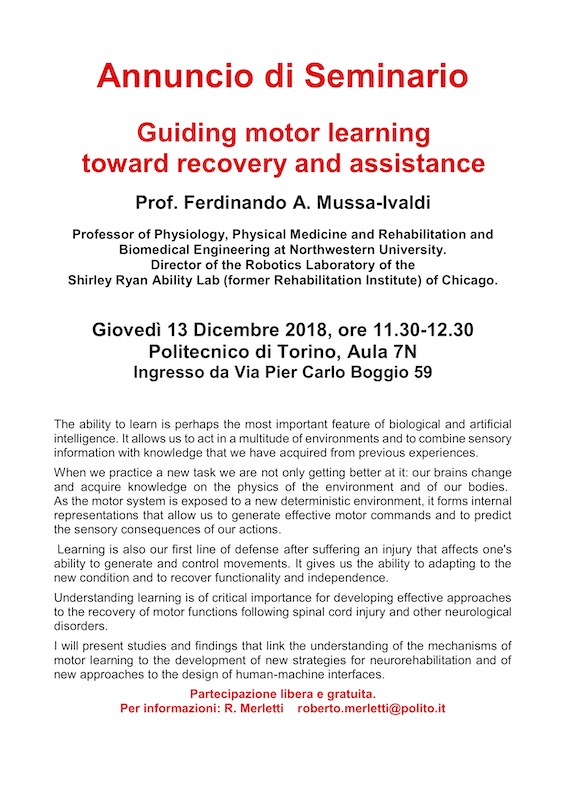 Annuncio di Seminario
Guiding motor learning
toward recovery and assistance
Prof. Ferdinando A. Mussa-Ivaldi
Professor of Physiology, Physical Medicine and Rehabilitation and
Biomedical Engineering at Northwestern University.
Director of the Robotics Laboratory of the
Shirley Ryan Ability Lab (former Rehabilitation Institute) of Chicago.
Giovedì 13 Dicembre 2018, ore 11.30-12.30
Politecnico di Torino, Aula 7N
Ingresso da Via Pier Carlo Boggio 59
The ability to learn is perhaps the most important feature of biological and artificial
intelligence. It allows us to act in a multitude of environments and to combine sensory
information with knowledge that we have acquired from previous experiences.
When we practice a new task we are not only getting better at it: our brains change
and acquire knowledge on the physics of the environment and of our bodies.
As the motor system is exposed to a new deterministic environment, it forms internal
representations that allow us to generate effective motor commands and to predict
the sensory consequences of our actions.
Learning is also our first line of defense after suffering an injury that affects one's
ability to generate and control movements. It gives us the ability to adapting to the
new condition and to recover functionality and independence.
Understanding learning is of critical importance for developing effective approaches
to the recovery of motor functions following spinal cord injury and other neurological
disorders.
I will present studies and findings that link the understanding of the mechanisms of
motor learning to the development of new strategies for neurorehabilitation and of
new approaches to the design of human-machine interfaces.
Partecipazione libera e gratuita.
Per informazioni: R. Merletti roberto.merletti@polito.it